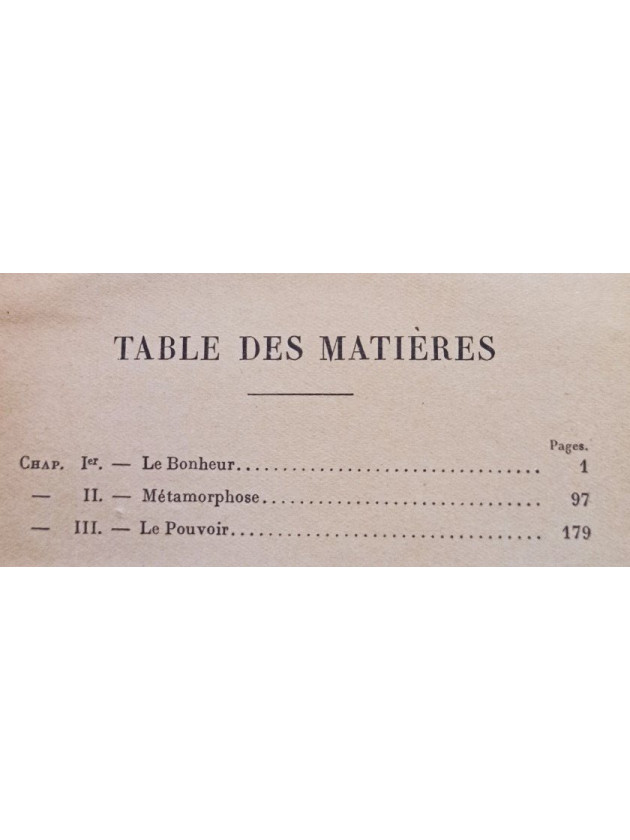 TABLE DES MATIÈRES
Pages.
CHAP. Ier. — Le Bonheur.................................. 1
— II. — Métamorphose............................... 97
— III. — Le Pouvoir.................................. 179